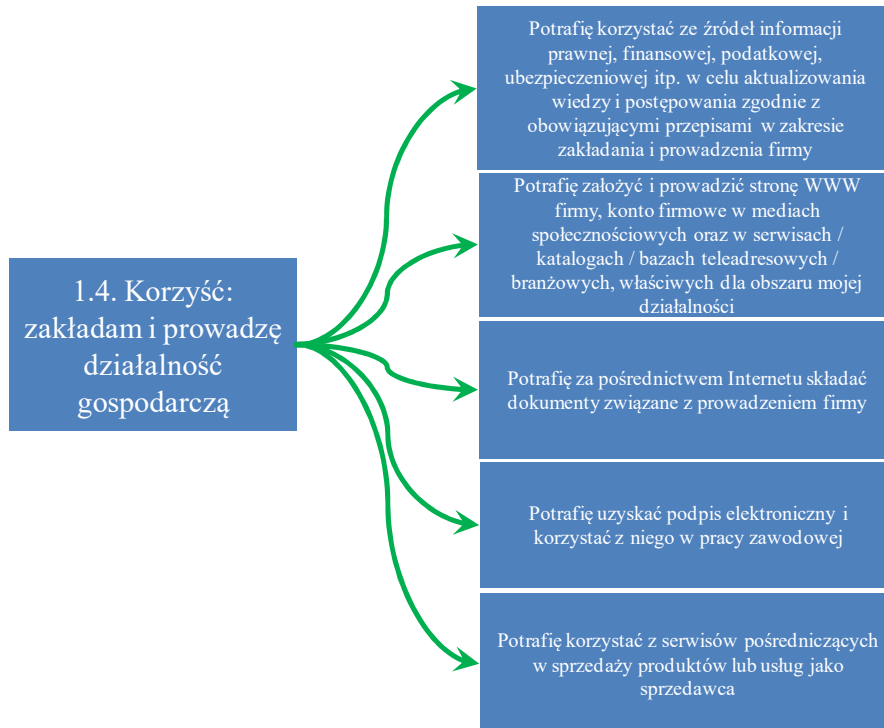 1.4. Korzyść:
zakładam i prowadzę
działalność
gospodarczą
Potrafię korzystać ze źródeł informacji
prawnej, finansowej, podatkowej,
ubezpieczeniowej itp. w celu aktualizowania
wiedzy i postępowania zgodnie z
obowiązującymi przepisami w zakresie
zakładania i prowadzenia firmy
Potrafię założyć i prowadzić stronę WWW
firmy, konto firmowe w mediach
społecznościowych oraz w serwisach /
katalogach / bazach teleadresowych /
branżowych, właściwych dla obszaru mojej
działalności
Potrafię za pośrednictwem Internetu składać
dokumenty związane z prowadzeniem firmy
Potrafię uzyskać podpis elektroniczny i
korzystać z niego w pracy zawodowej
Potrafię korzystać z serwisów pośredniczących
w sprzedaży produktów lub usług jako
sprzedawca